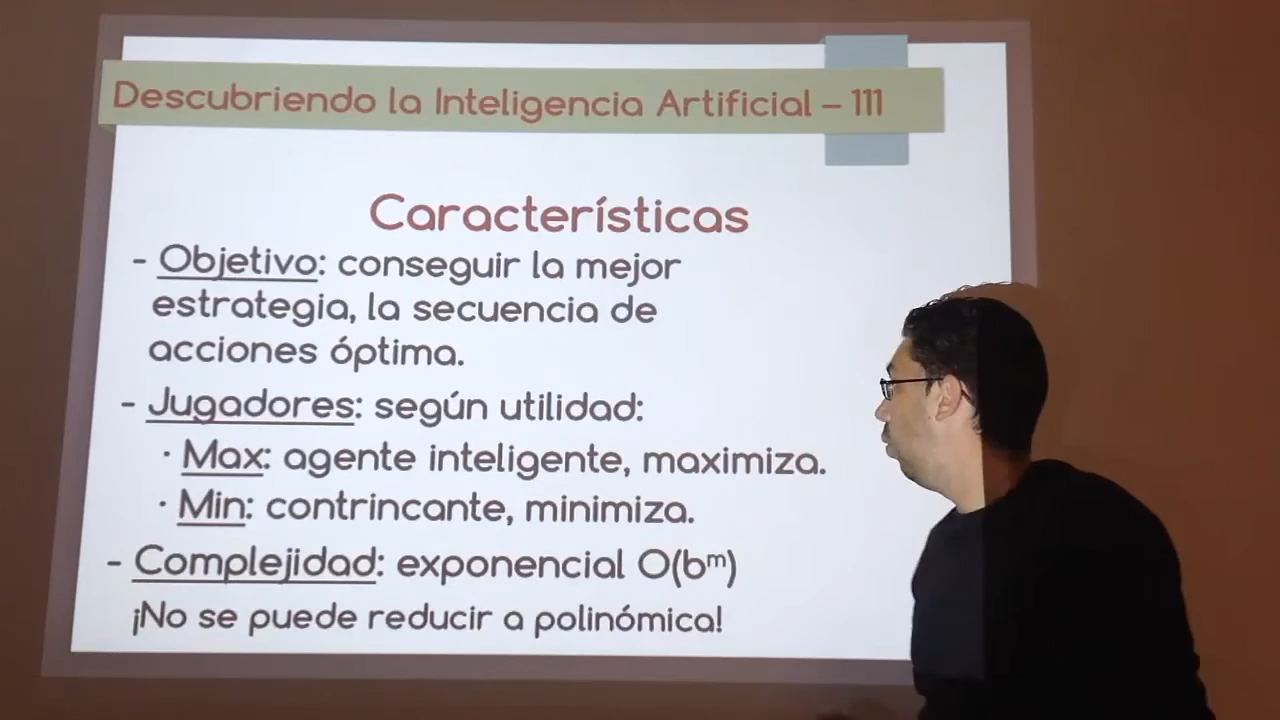 Descubriendo la Inteligencia Artificial – 111
Características
- Objetivo: conseguir la mejor
estrategia, la secuencia de
acciones óptima.
- Jugadores: según utilidad:
· Max: agente inteligente, maximiza.
· Min: contrincante, minimiza.
- Complejidad: exponencial O(bᵐ)
¡No se puede reducir a polinómica!